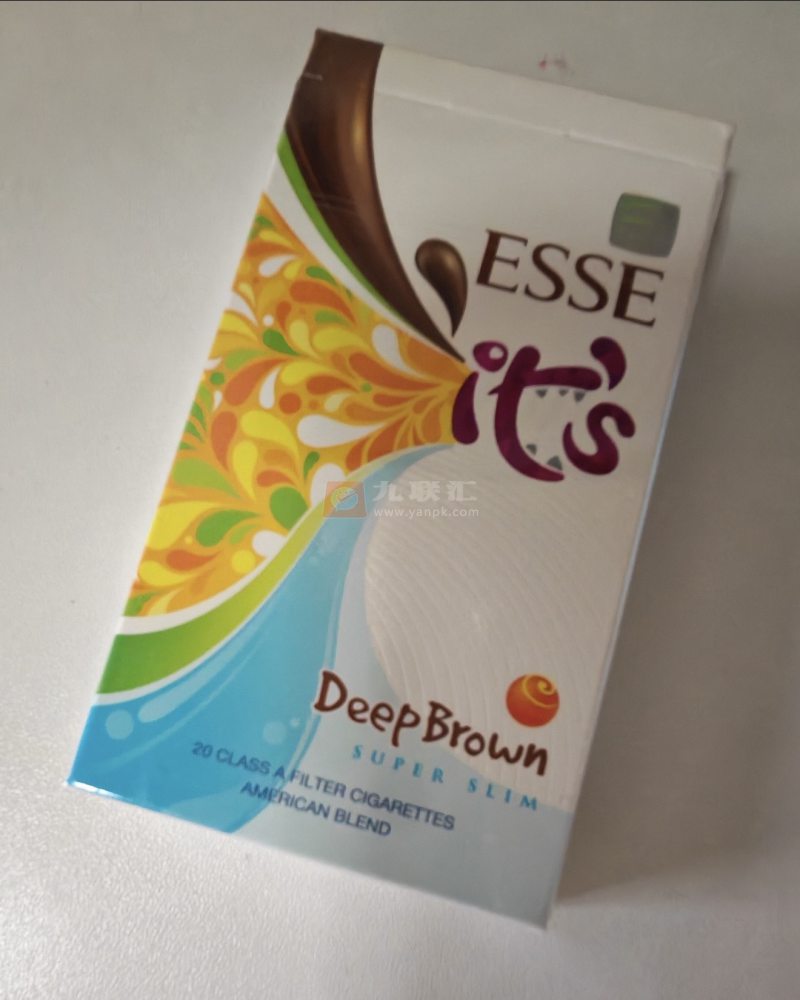 ESSE
it's
九联汇
www.yanpk.com
DeepBrown
SUPER SLIM
20 CLASS A FILTER CIGARETTES
AMERICAN BLEND